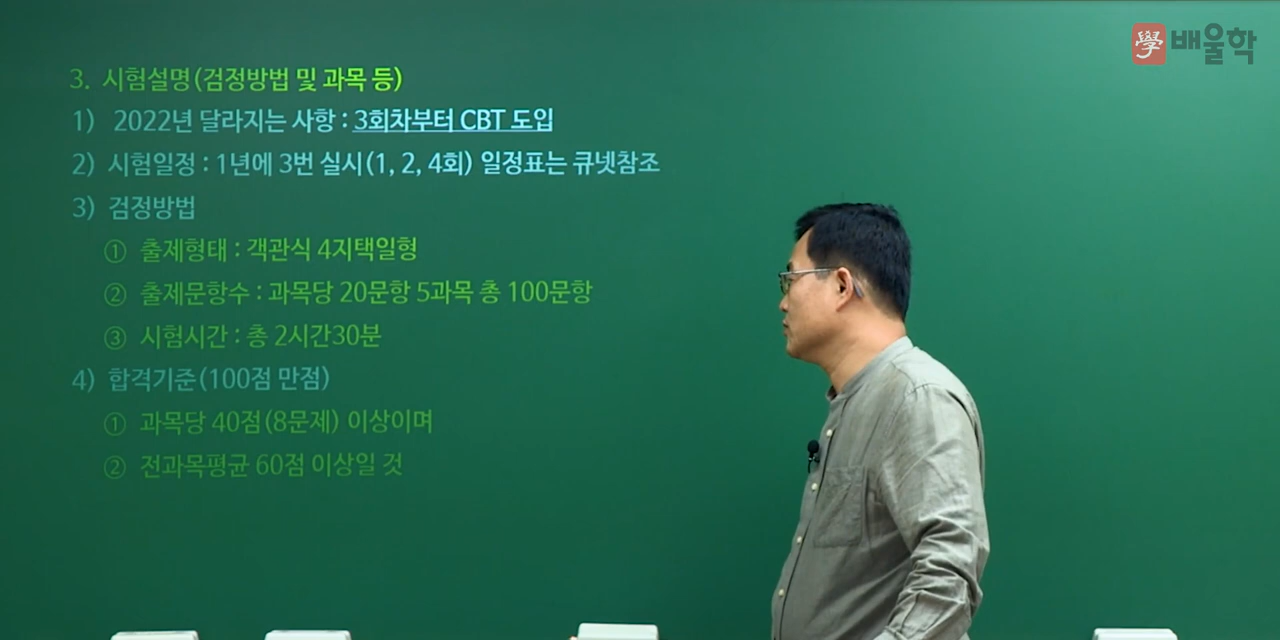 學 배울학
3. 시험설명(검정방법 및 과목 등)
1) 2022년 달라지는 사항 : 3회차부터 CBT 도입
2) 시험일정 : 1년에 3번 실시(1, 2, 4회) 일정표는 큐넷참조
3) 검정방법
① 출제형태 : 객관식 4지택일형
② 출제문항수 : 과목당 20문항 5과목 총 100문항
③ 시험시간 : 총 2시간30분
4) 합격기준(100점 만점)
① 과목당 40점(8문제) 이상이며
② 전과목평균 60점 이상일 것